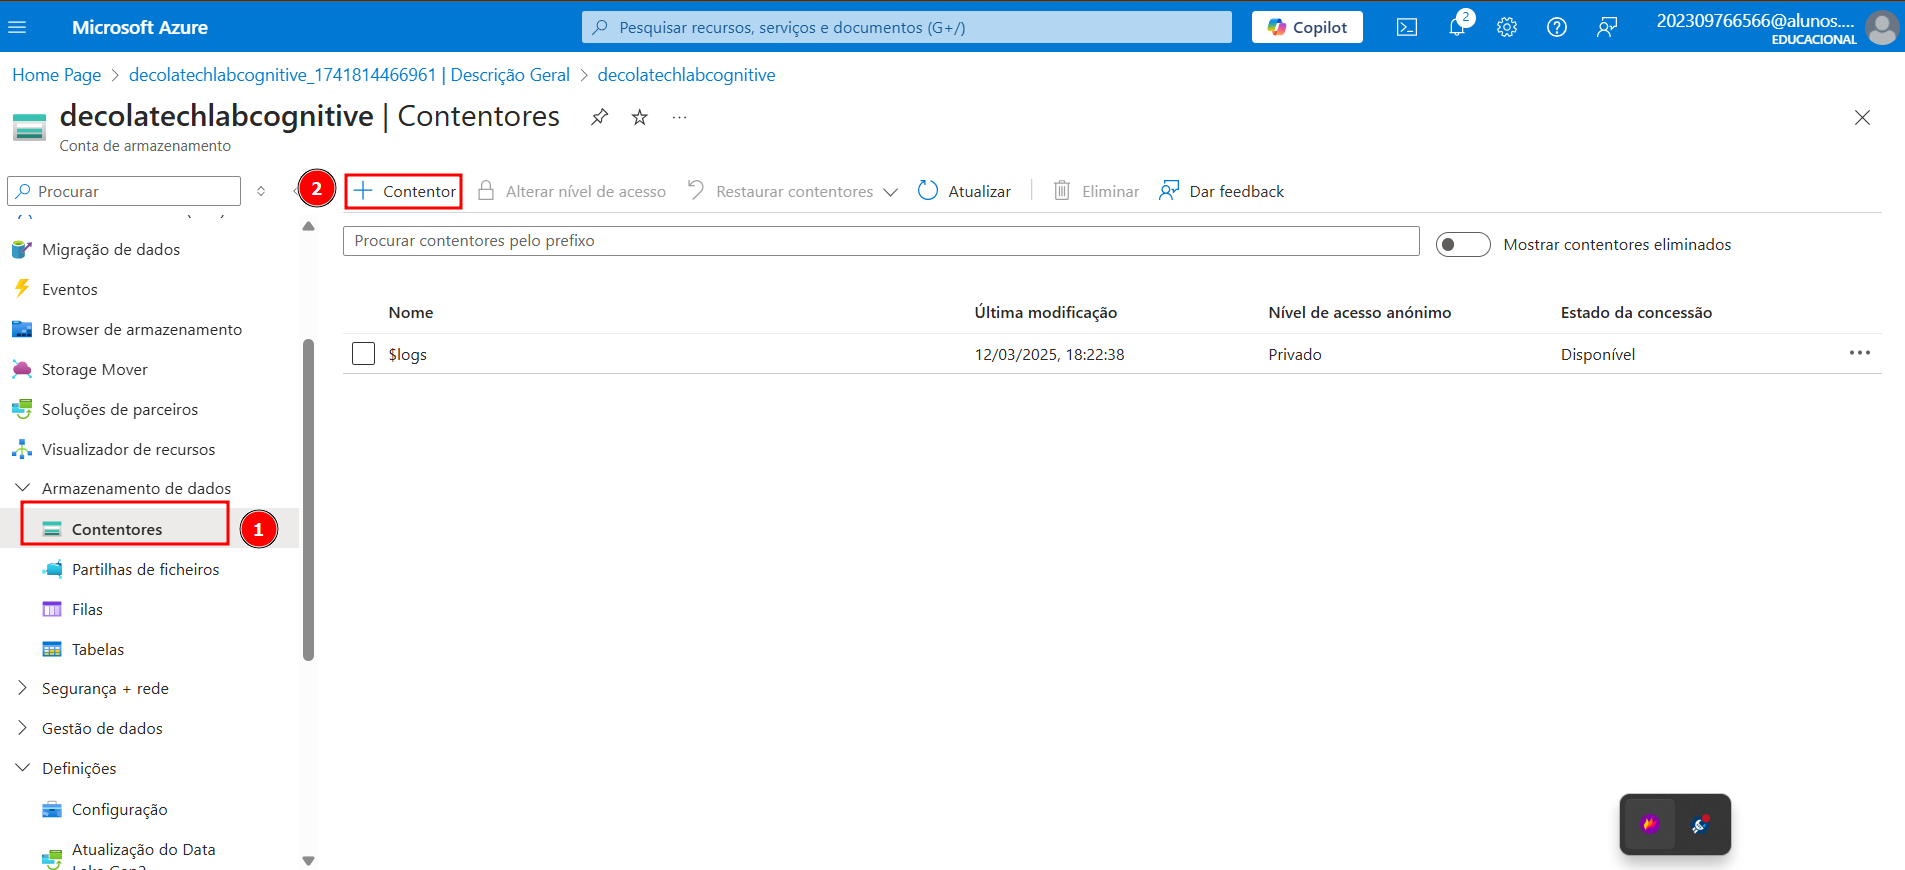 Microsoft Azure
Pesquisar recursos, serviços e documentos (G+/)
Copilot
2
202309766566@alunos....
EDUCACIONAL
Home Page > decolatechlabcognitive_1741814466961 | Descrição Geral > decolatechlabcognitive
decolatechlabcognitive | Contentores
Conta de armazenamento
Procurar
2
+ Contentor
Alterar nível de acesso
Restaurar contentores
Atualizar
Eliminar
Dar feedback
Procurar contentores pelo prefixo
Mostrar contentores eliminados
Nome
Última modificação
Nível de acesso anónimo
Estado da concessão
$logs
12/03/2025, 18:22:38
Privado
Disponível
Migração de dados
Eventos
Browser de armazenamento
Storage Mover
Soluções de parceiros
Visualizador de recursos
Armazenamento de dados
Contentores
1
Partilhas de ficheiros
Filas
Tabelas
Segurança + rede
Gestão de dados
Definições
Configuração
Atualização do Data